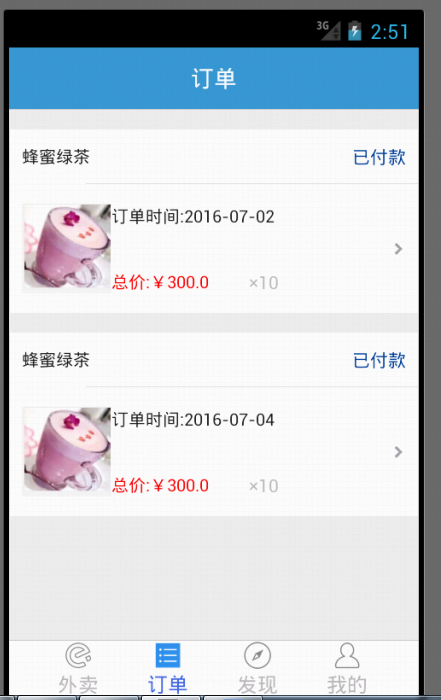 3G 2:51
订单
蜂蜜绿茶 已付款
订单时间:2016-07-02
总价:￥300.0 ×10
蜂蜜绿茶 已付款
订单时间:2016-07-04
总价:￥300.0 ×10
外卖 订单 发现 我的